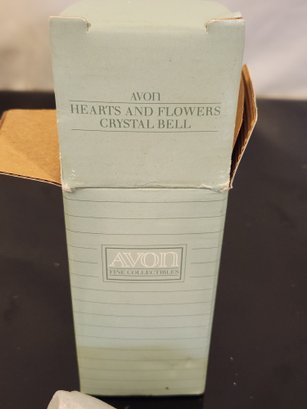 AVON
HEARTS AND FLOWERS
CRYSTAL BELL
AVON
FINE COLLECTIBLES